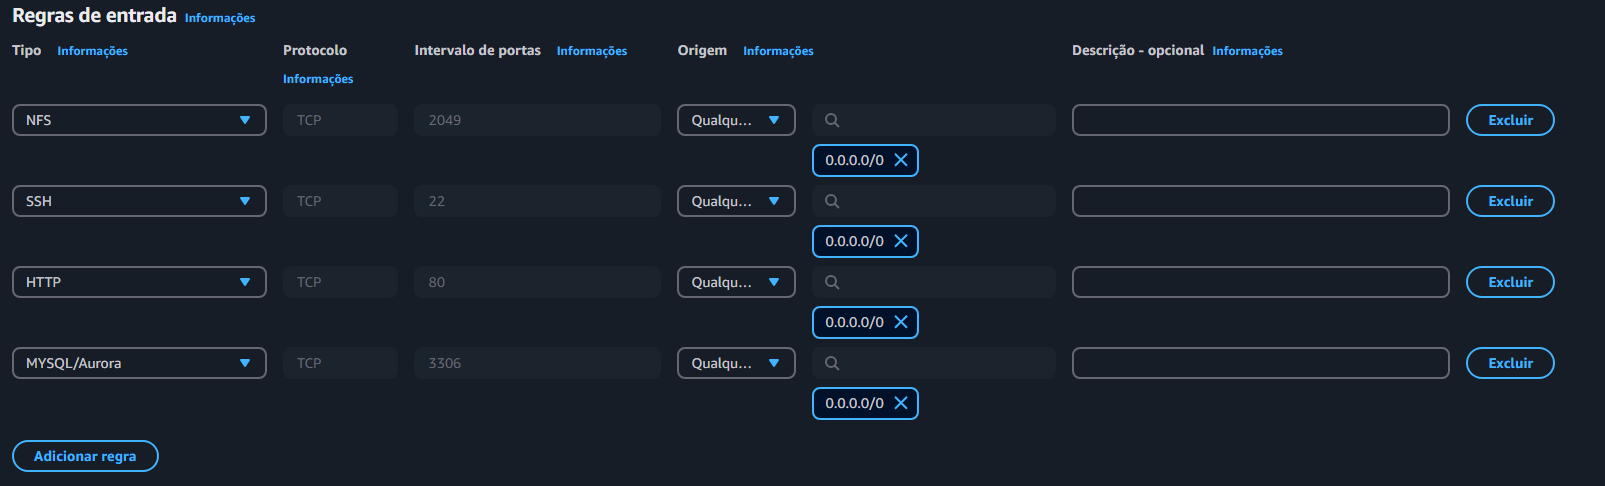 Regras de entrada Informações
Tipo Informações Protocolo Informações Intervalo de portas Informações Origem Informações Descrição - opcional Informações
NFS TCP 2049 Qualqu... Excluir
0.0.0.0/0
SSH TCP 22 Qualqu... Excluir
0.0.0.0/0
HTTP TCP 80 Qualqu... Excluir
0.0.0.0/0
MYSQL/Aurora TCP 3306 Qualqu... Excluir
0.0.0.0/0
Adicionar regra